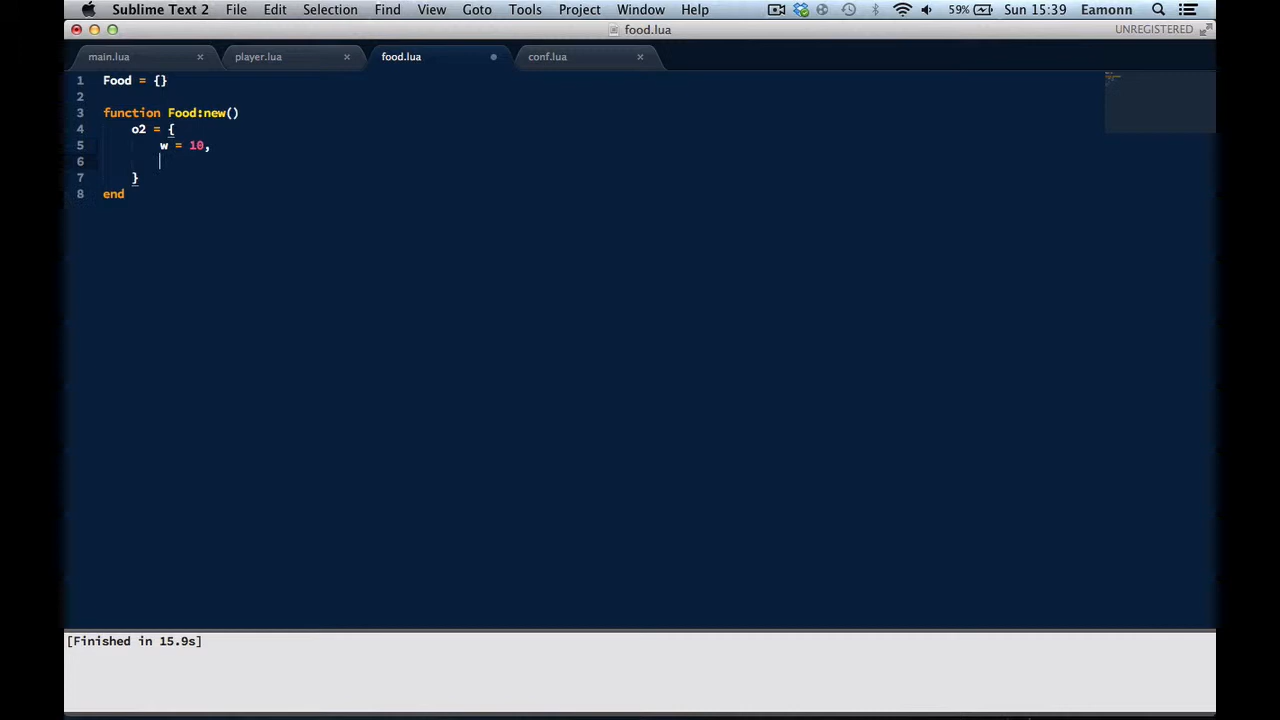 Sublime Text 2 File Edit Selection Find View Goto Tools Project Window Help 59% Sun 15:39 Eamonn
food.lua UNREGISTERED
main.lua × player.lua × food.lua conf.lua ×
1 Food = {}
2
3 function Food:new()
4 o2 = {
5 w = 10,
6
7 }
8 end
[Finished in 15.9s]